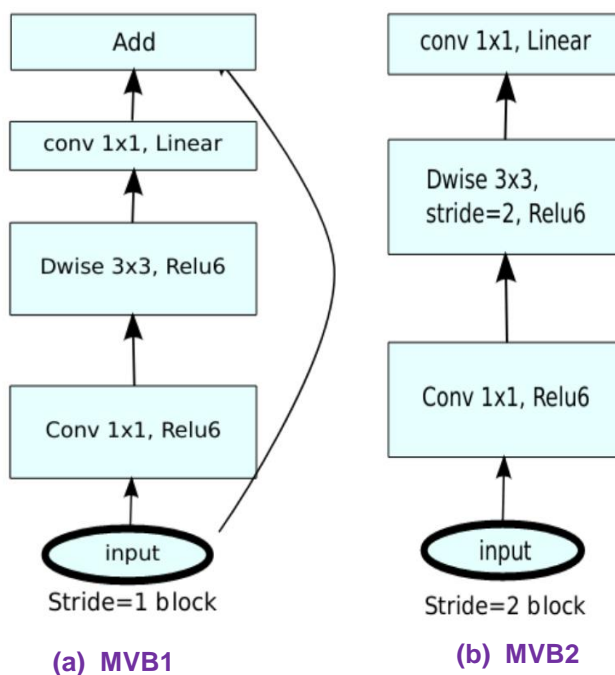 Add
conv 1x1, Linear
Dwise 3x3, Relu6
Conv 1x1, Relu6
input
Stride=1 block
(a) MVB1
conv 1x1, Linear
Dwise 3x3,
stride=2, Relu6
Conv 1x1, Relu6
input
Stride=2 block
(b) MVB2